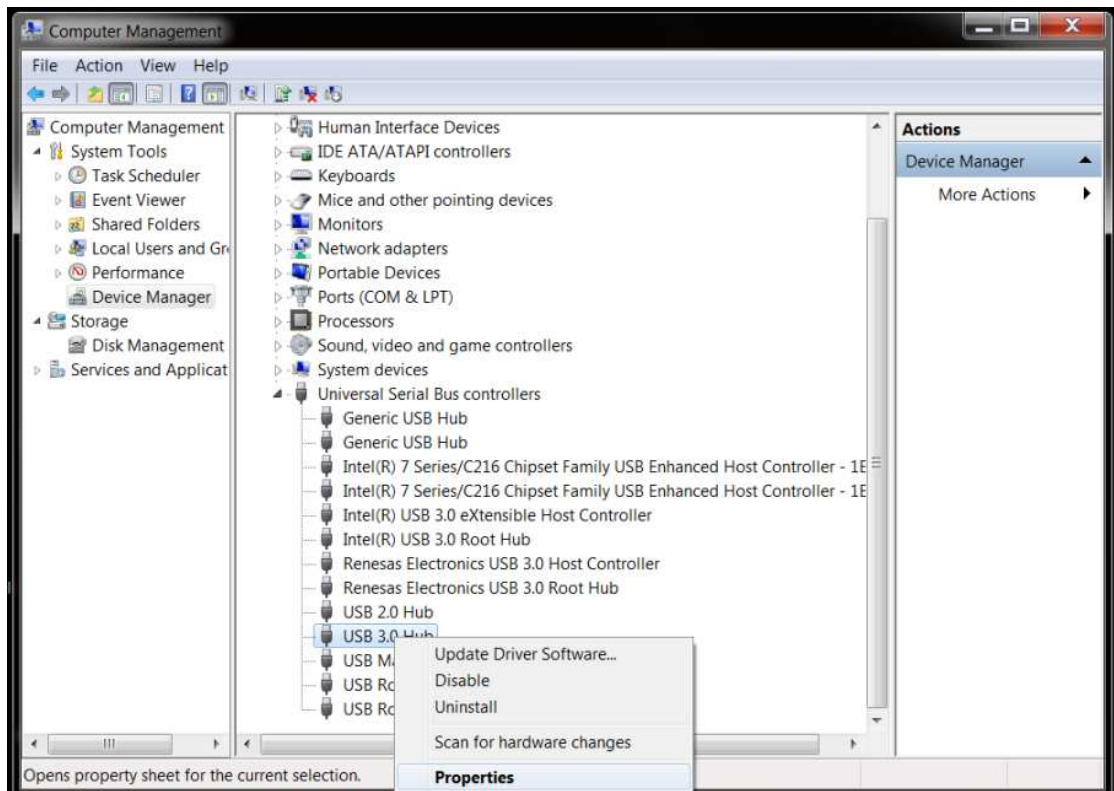 Computer Management
File Action View Help
Computer Management
System Tools
Task Scheduler
Event Viewer
Shared Folders
Local Users and Gr
Performance
Device Manager
Storage
Disk Management
Services and Applicat
Human Interface Devices
IDE ATA/ATAPI controllers
Keyboards
Mice and other pointing devices
Monitors
Network adapters
Portable Devices
Ports (COM & LPT)
Processors
Sound, video and game controllers
System devices
Universal Serial Bus controllers
Generic USB Hub
Generic USB Hub
Intel(R) 7 Series/C216 Chipset Family USB Enhanced Host Controller - 1E
Intel(R) 7 Series/C216 Chipset Family USB Enhanced Host Controller - 1E
Intel(R) USB 3.0 eXtensible Host Controller
Intel(R) USB 3.0 Root Hub
Renesas Electronics USB 3.0 Host Controller
Renesas Electronics USB 3.0 Root Hub
USB 2.0 Hub
USB 3.0 Hub
USB M
USB Ro
USB Ro
Update Driver Software...
Disable
Uninstall
Scan for hardware changes
Properties
Actions
Device Manager
More Actions
Opens property sheet for the current selection.